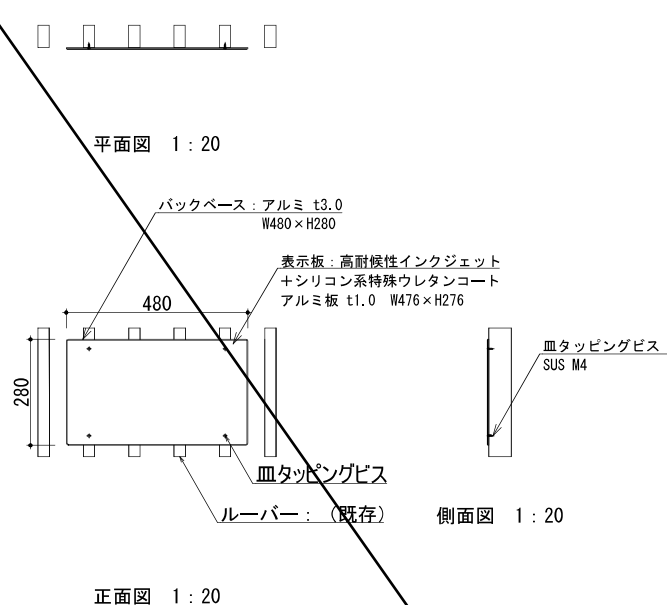 平面図 1:20
バックベース:アルミ t3.0
W480×H280
表示板:高耐候性インクジェット
+シリコン系特殊ウレタンコート
アルミ板 t1.0 W476×H276
480
280
皿タッピングビス
SUS M4
皿タッピングビス
ルーバー: (既存)
側面図 1:20
正面図 1:20